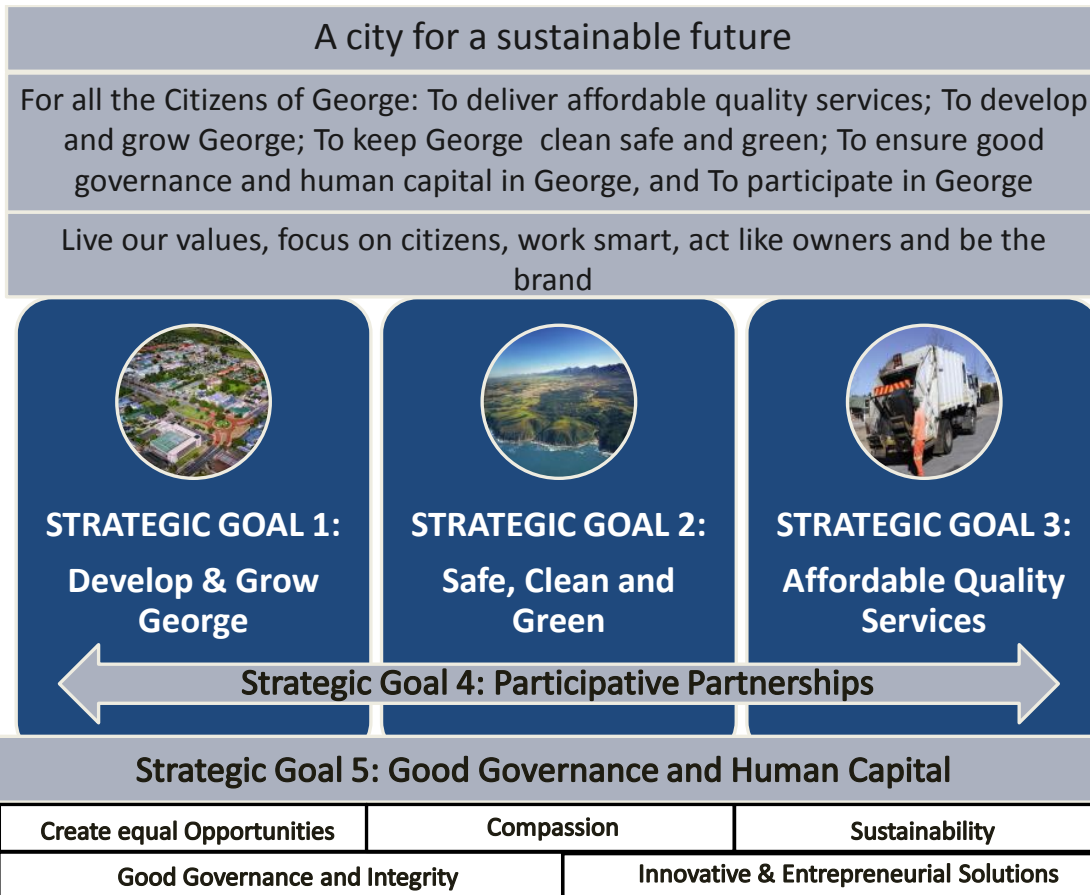 A city for a sustainable future
For all the Citizens of George: To deliver affordable quality services; To develop
and grow George; To keep George  clean safe and green; To ensure good
governance and human capital in George, and To participate in George
Live our values, focus on citizens, work smart, act like owners and be the
brand
STRATEGIC GOAL 1:
Develop & Grow
George
STRATEGIC GOAL 2:
Safe, Clean and
Green
STRATEGIC GOAL 3:
Affordable Quality
Services
Strategic Goal 4: Participative Partnerships
Strategic Goal 5: Good Governance and Human Capital
Create equal Opportunities
Compassion
Sustainability
Good Governance and Integrity
Innovative & Entrepreneurial Solutions